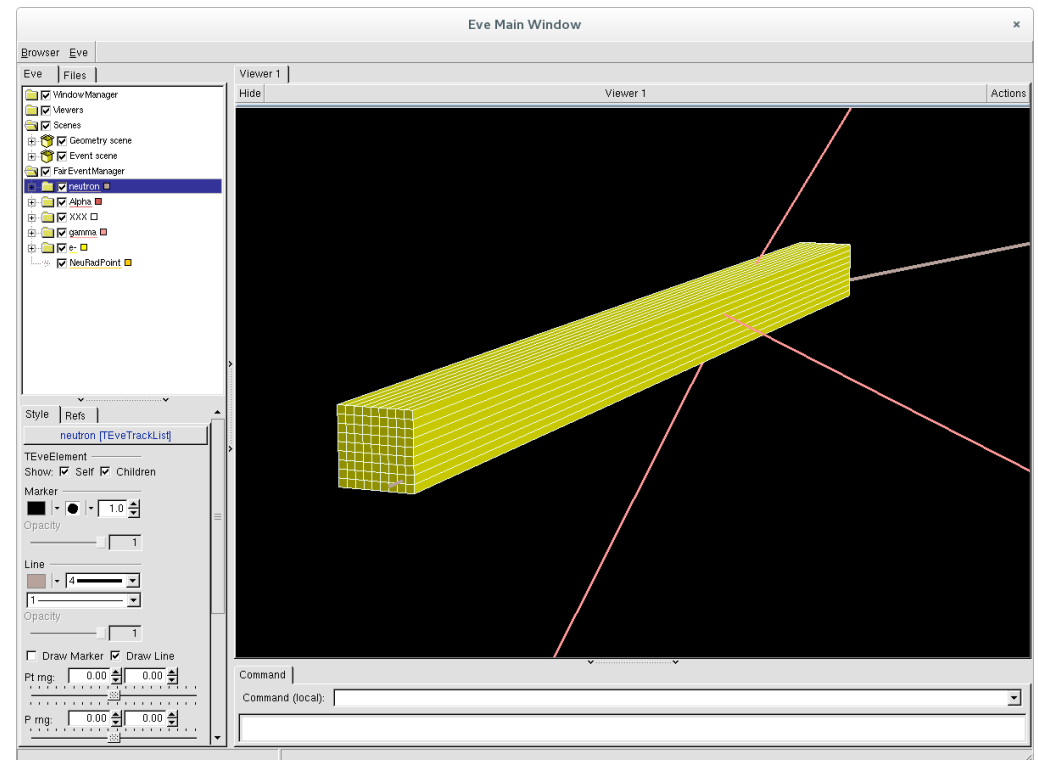 Eve Main Window
Browser Eve
Eve Files
Viewer 1
Hide Viewer 1 Actions
WindowManager
Viewers
Scenes
Geometry scene
Event scene
FairEventManager
neutron
Alpha
XXX
gamma
e-
NeuRadPoint
Style Refs
neutron [TEveTrackList]
TEveElement
Show: Self Children
Marker
1.0
Opacity
1
Line
4
1
Opacity
1
Draw Marker Draw Line
Pt rng: 0.00 0.00
P rng: 0.00 0.00
Command
Command (local):